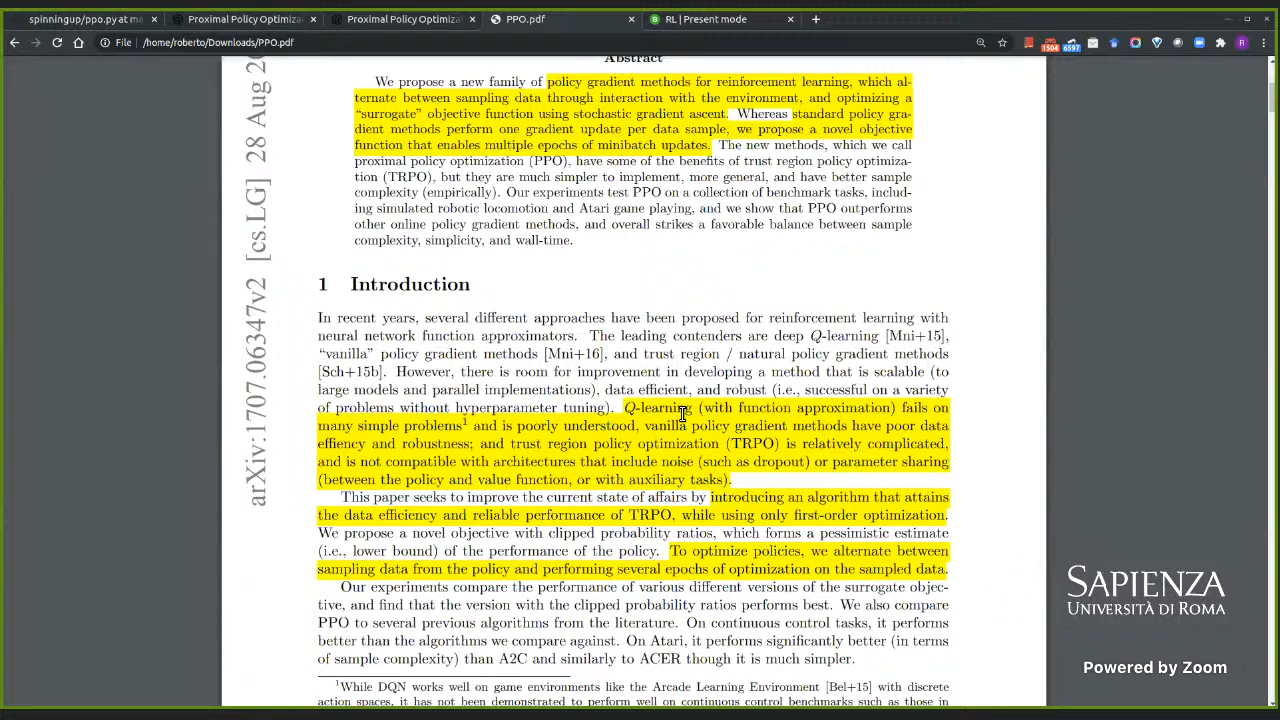 spinningup/ppo.py at ma
Proximal Policy Optimiza
Proximal Policy Optimiza
PPO.pdf
RL | Present mode
File
/home/roberto/Downloads/PPO.pdf
1504
6597
R
arXiv:1707.06347v2 [cs.LG] 28 Aug 20
Abstract
We propose a new family of policy gradient methods for reinforcement learning, which al-
ternate between sampling data through interaction with the environment, and optimizing a
“surrogate” objective function using stochastic gradient ascent. Whereas standard policy gra-
dient methods perform one gradient update per data sample, we propose a novel objective
function that enables multiple epochs of minibatch updates. The new methods, which we call
proximal policy optimization (PPO), have some of the benefits of trust region policy optimiza-
tion (TRPO), but they are much simpler to implement, more general, and have better sample
complexity (empirically). Our experiments test PPO on a collection of benchmark tasks, includ-
ing simulated robotic locomotion and Atari game playing, and we show that PPO outperforms
other online policy gradient methods, and overall strikes a favorable balance between sample
complexity, simplicity, and wall-time.
1 Introduction
In recent years, several different approaches have been proposed for reinforcement learning with
neural network function approximators. The leading contenders are deep Q-learning [Mni+15],
“vanilla” policy gradient methods [Mni+16], and trust region / natural policy gradient methods
[Sch+15b]. However, there is room for improvement in developing a method that is scalable (to
large models and parallel implementations), data efficient, and robust (i.e., successful on a variety
of problems without hyperparameter tuning). Q-learning (with function approximation) fails on
many simple problems1 and is poorly understood, vanilla policy gradient methods have poor data
effiency and robustness; and trust region policy optimization (TRPO) is relatively complicated,
and is not compatible with architectures that include noise (such as dropout) or parameter sharing
(between the policy and value function, or with auxiliary tasks).
This paper seeks to improve the current state of affairs by introducing an algorithm that attains
the data efficiency and reliable performance of TRPO, while using only first-order optimization.
We propose a novel objective with clipped probability ratios, which forms a pessimistic estimate
(i.e., lower bound) of the performance of the policy. To optimize policies, we alternate between
sampling data from the policy and performing several epochs of optimization on the sampled data.
Our experiments compare the performance of various different versions of the surrogate objec-
tive, and find that the version with the clipped probability ratios performs best. We also compare
PPO to several previous algorithms from the literature. On continuous control tasks, it performs
better than the algorithms we compare against. On Atari, it performs significantly better (in terms
of sample complexity) than A2C and similarly to ACER though it is much simpler.
1While DQN works well on game environments like the Arcade Learning Environment [Bel+15] with discrete
action spaces, it has not been demonstrated to perform well on continuous control benchmarks such as those in
SAPIENZA
UNIVERSITÀ DI ROMA
Powered by Zoom